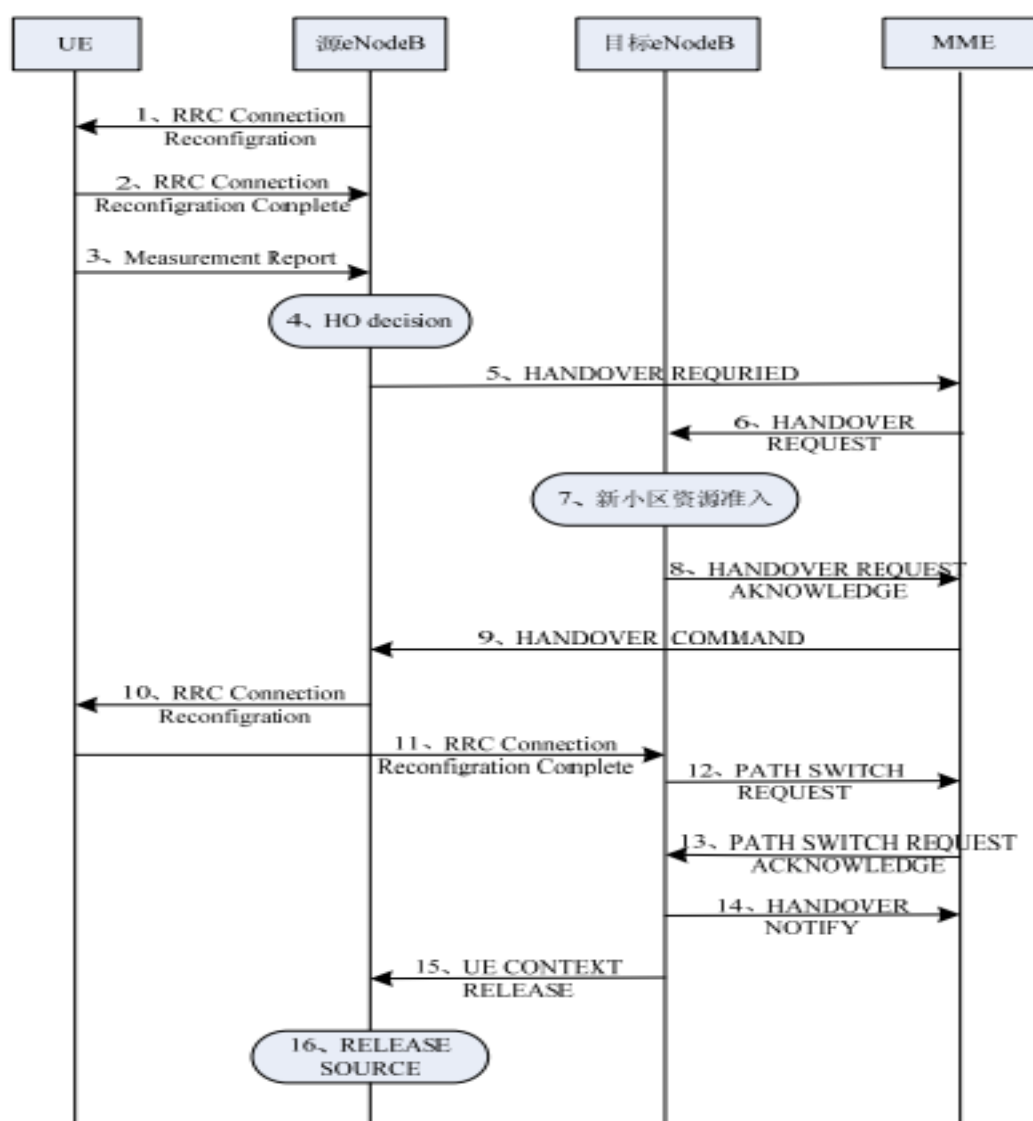 UE
源eNodeB
目标eNodeB
MME
1、RRC Connection
Reconfigration
2、RRC Connection
Reconfigration Complete
3、Measurement Report
4、HO decision
5、HANDOVER REQURIED
6、HANDOVER
REQUEST
7、新小区资源准入
8、HANDOVER REQUEST
AKNOWLEDGE
9、HANDOVER COMMAND
10、RRC Connection
Reconfigration
11、RRC Connection
Reconfigration Complete
12、PATH SWITCH
REQUEST
13、PATH SWITCH REQUEST
ACKNOWLEDGE
14、HANDOVER
NOTIFY
15、UE CONTEXT
RELEASE
16、RELEASE
SOURCE